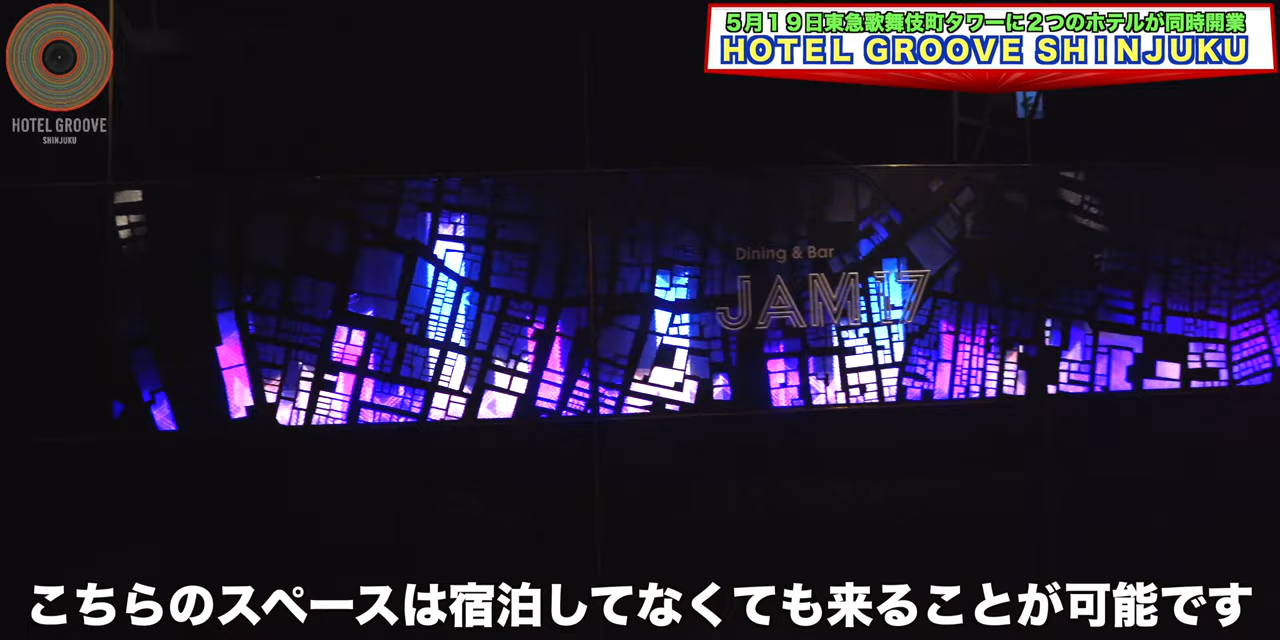 HOTEL GROOVE
SHINJUKU
5月19日東急歌舞伎町タワーに2つのホテルが同時開業
HOTEL GROOVE SHINJUKU
Dining & Bar
JAM17
こちらのスペースは宿泊してなくても来ることが可能です